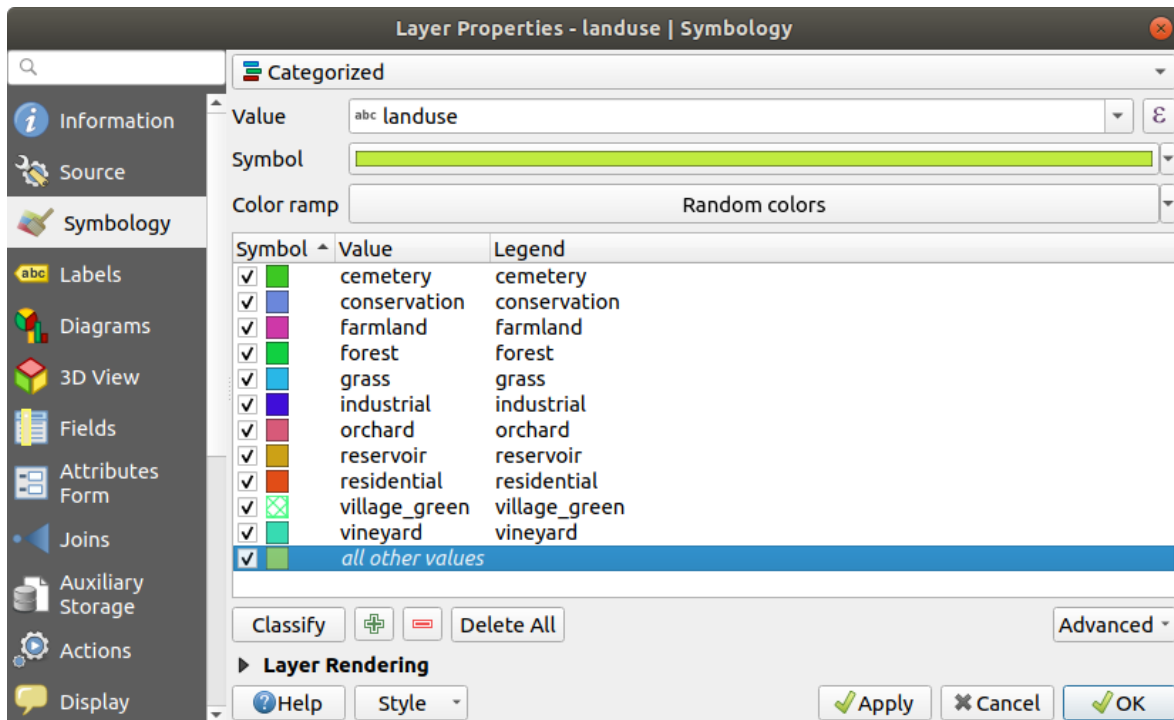 Layer Properties - landuse | Symbology
Categorized
Information
Source
Symbology
abc Labels
Diagrams
3D View
Fields
Attributes
Form
Joins
Auxiliary
Storage
Actions
Display
Value abc landuse ε
Symbol
Color ramp Random colors
Symbol Value Legend
cemetery cemetery
conservation conservation
farmland farmland
forest forest
grass grass
industrial industrial
orchard orchard
reservoir reservoir
residential residential
village_green village_green
vineyard vineyard
all other values
Classify Delete All Advanced
Layer Rendering
Help Style Apply Cancel OK